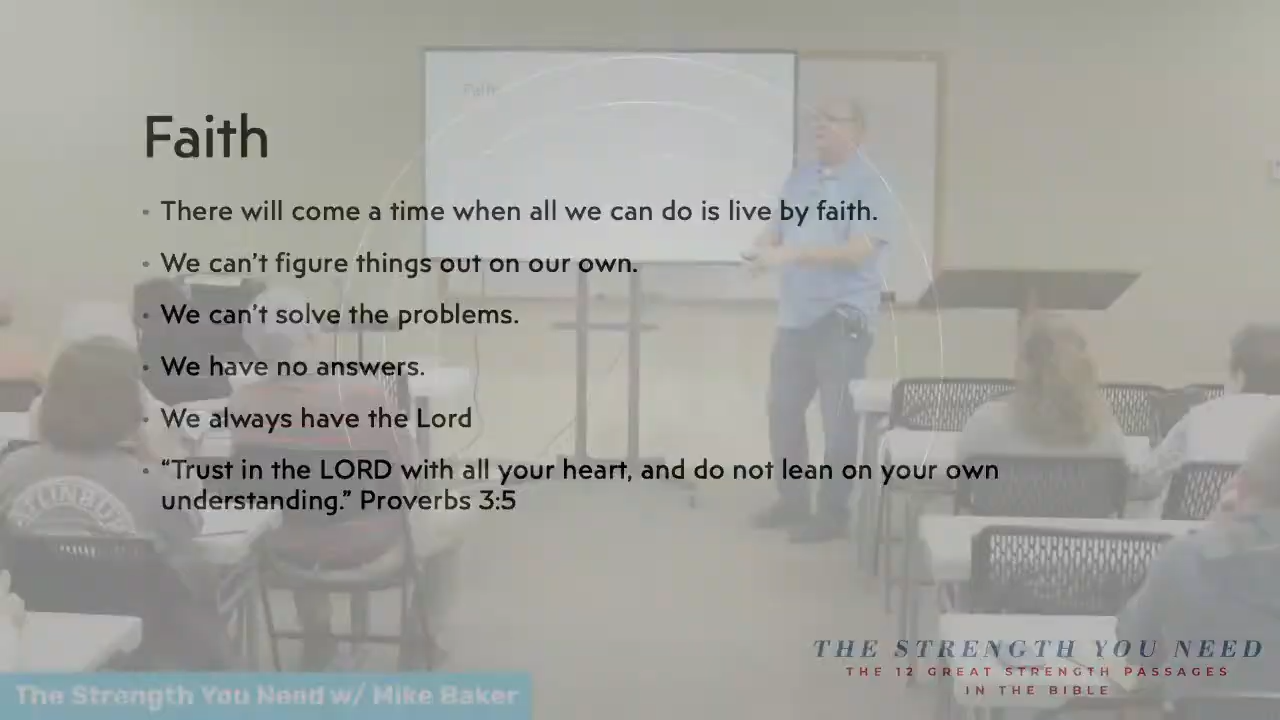 Faith
Faith
• There will come a time when all we can do is live by faith.
• We can’t figure things out on our own.
• We can’t solve the problems.
• We have no answers.
• We always have the Lord
• “Trust in the LORD with all your heart, and do not lean on your own
understanding.” Proverbs 3:5
THE STRENGTH YOU NEED
THE 12 GREAT STRENGTH PASSAGES
IN THE BIBLE
The Strength You Need w/ Mike Baker